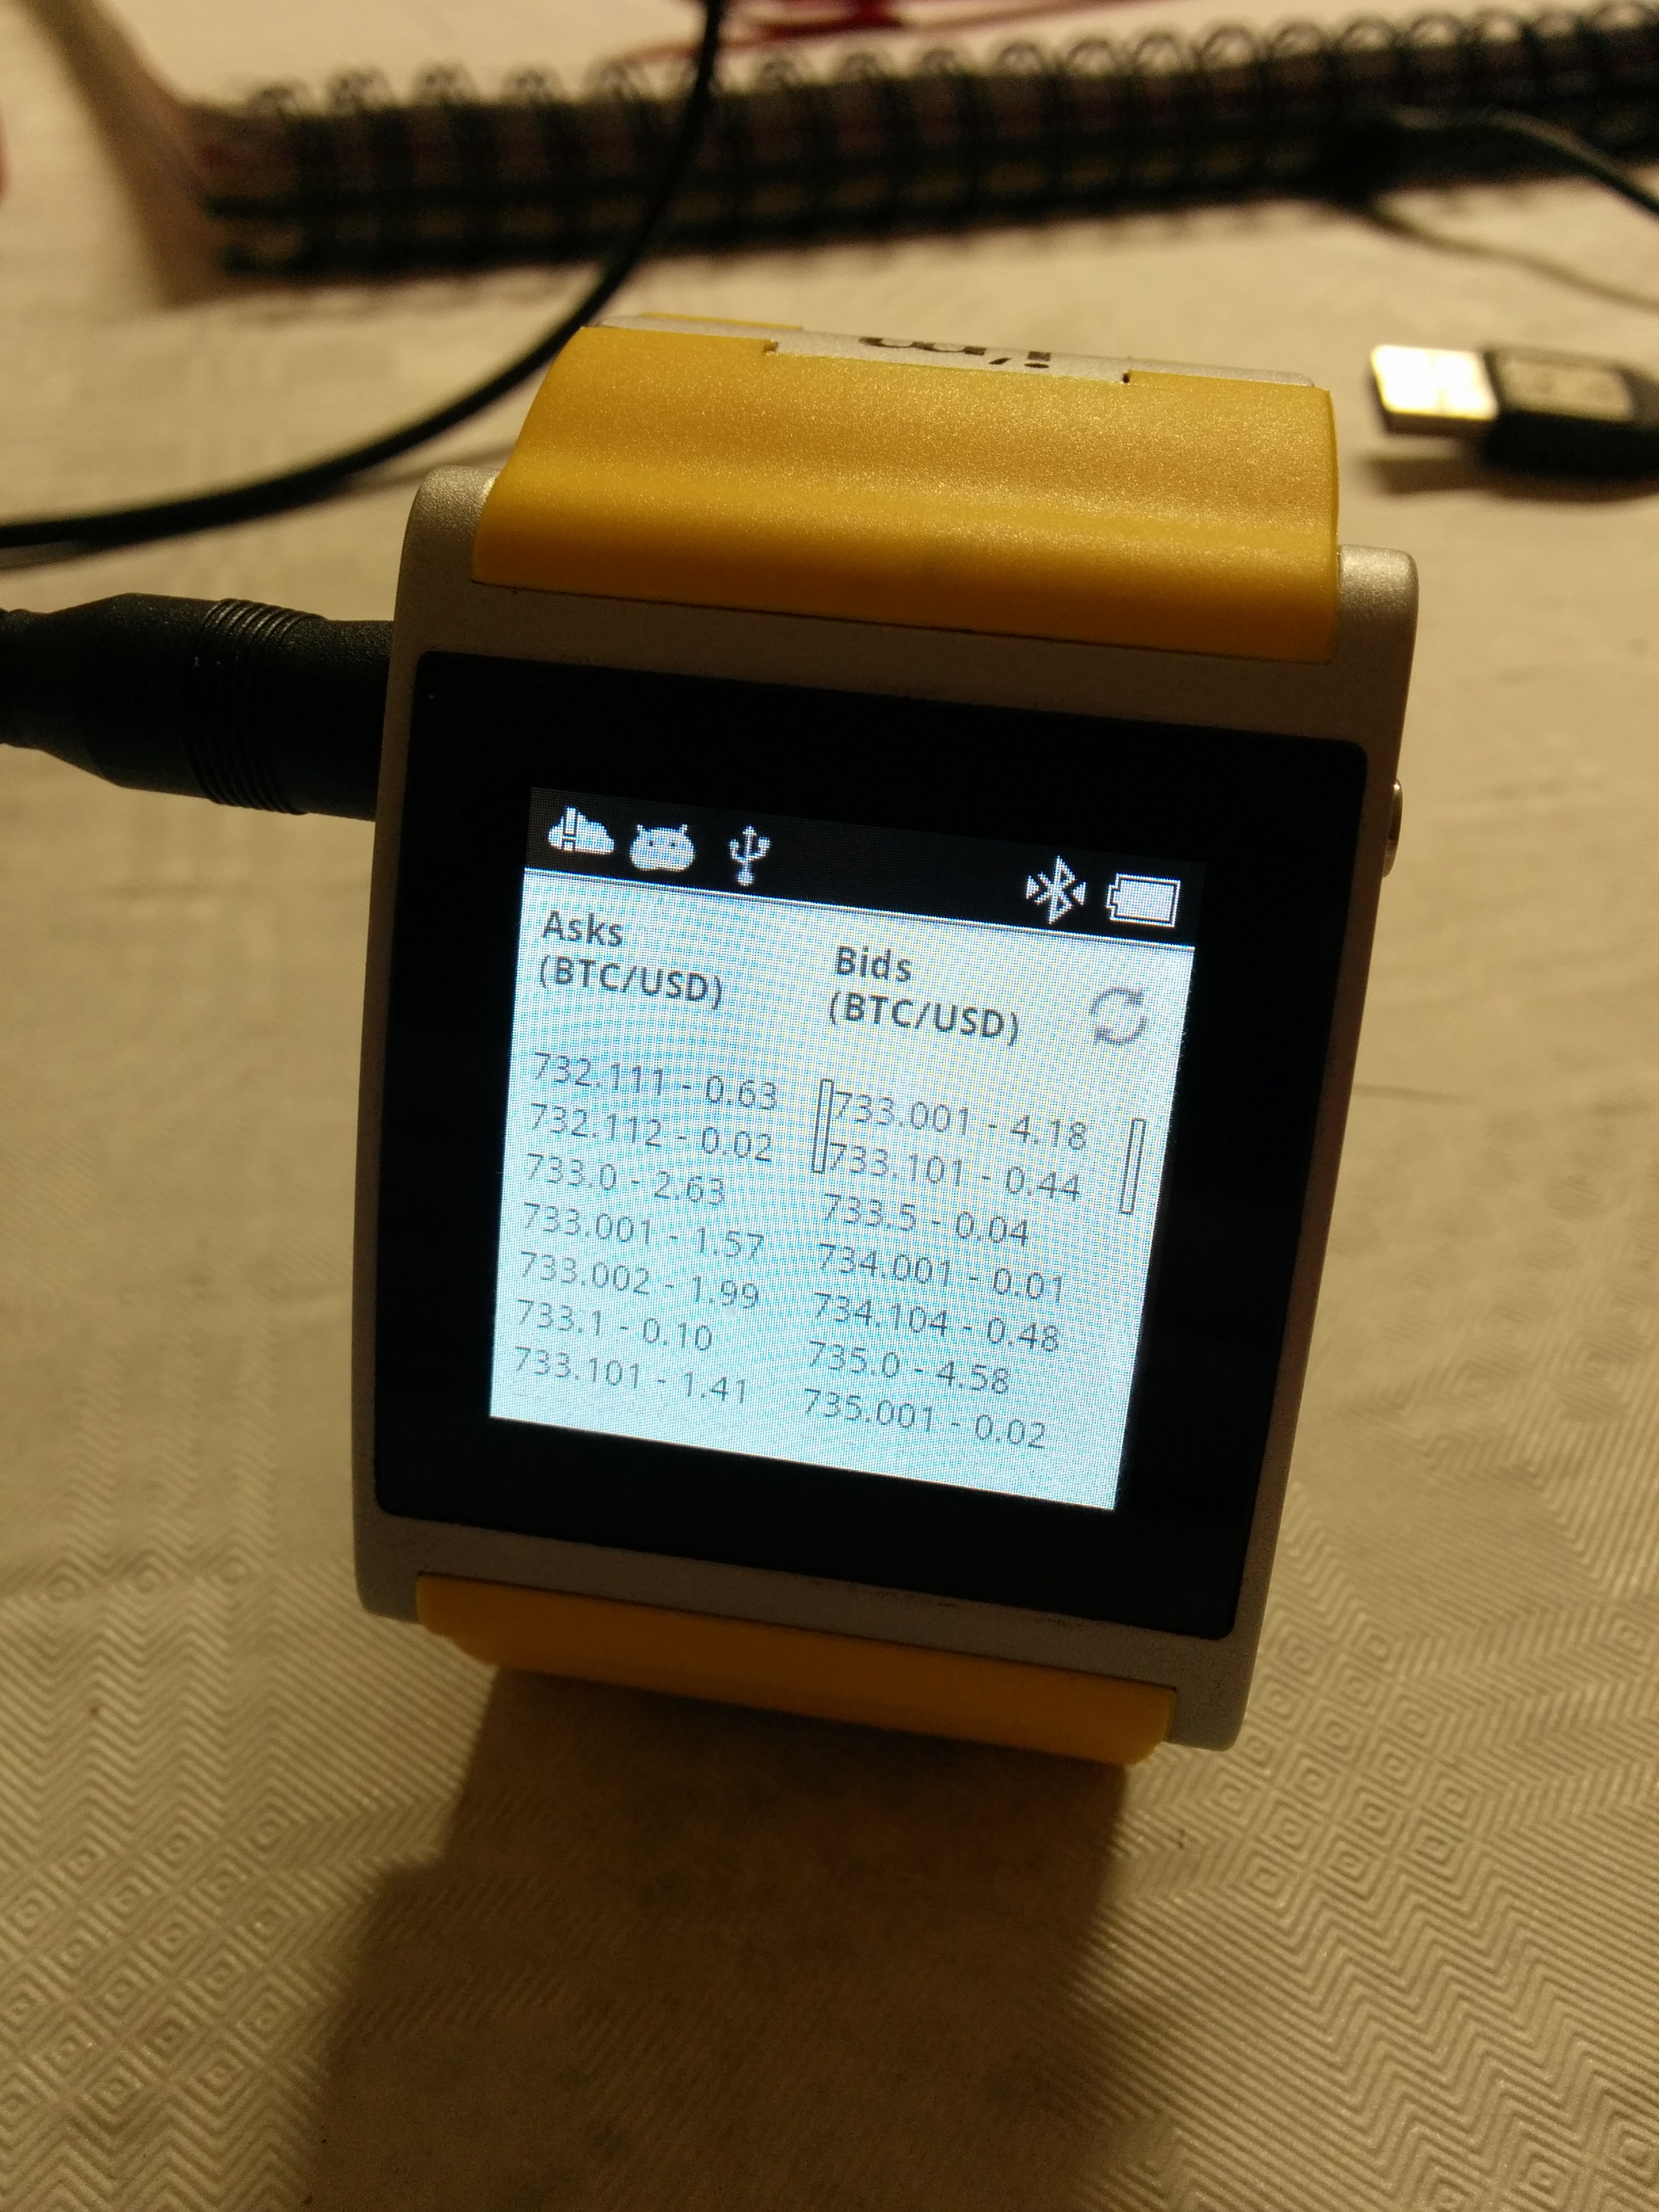 Asks
(BTC/USD)
732.111 - 0.63
732.112 - 0.02
733.0 - 2.63
733.001 - 1.57
733.002 - 1.99
733.1 - 0.10
733.101 - 1.41
Bids
(BTC/USD)
733.001 - 4.18
733.101 - 0.44
733.5 - 0.04
734.001 - 0.01
734.104 - 0.48
735.0 - 4.58
735.001 - 0.02